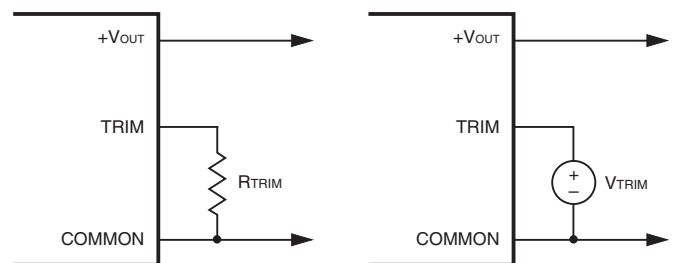 +VOUT
TRIM
RTRIM
COMMON
+VOUT
TRIM
+
–
VTRIM
COMMON